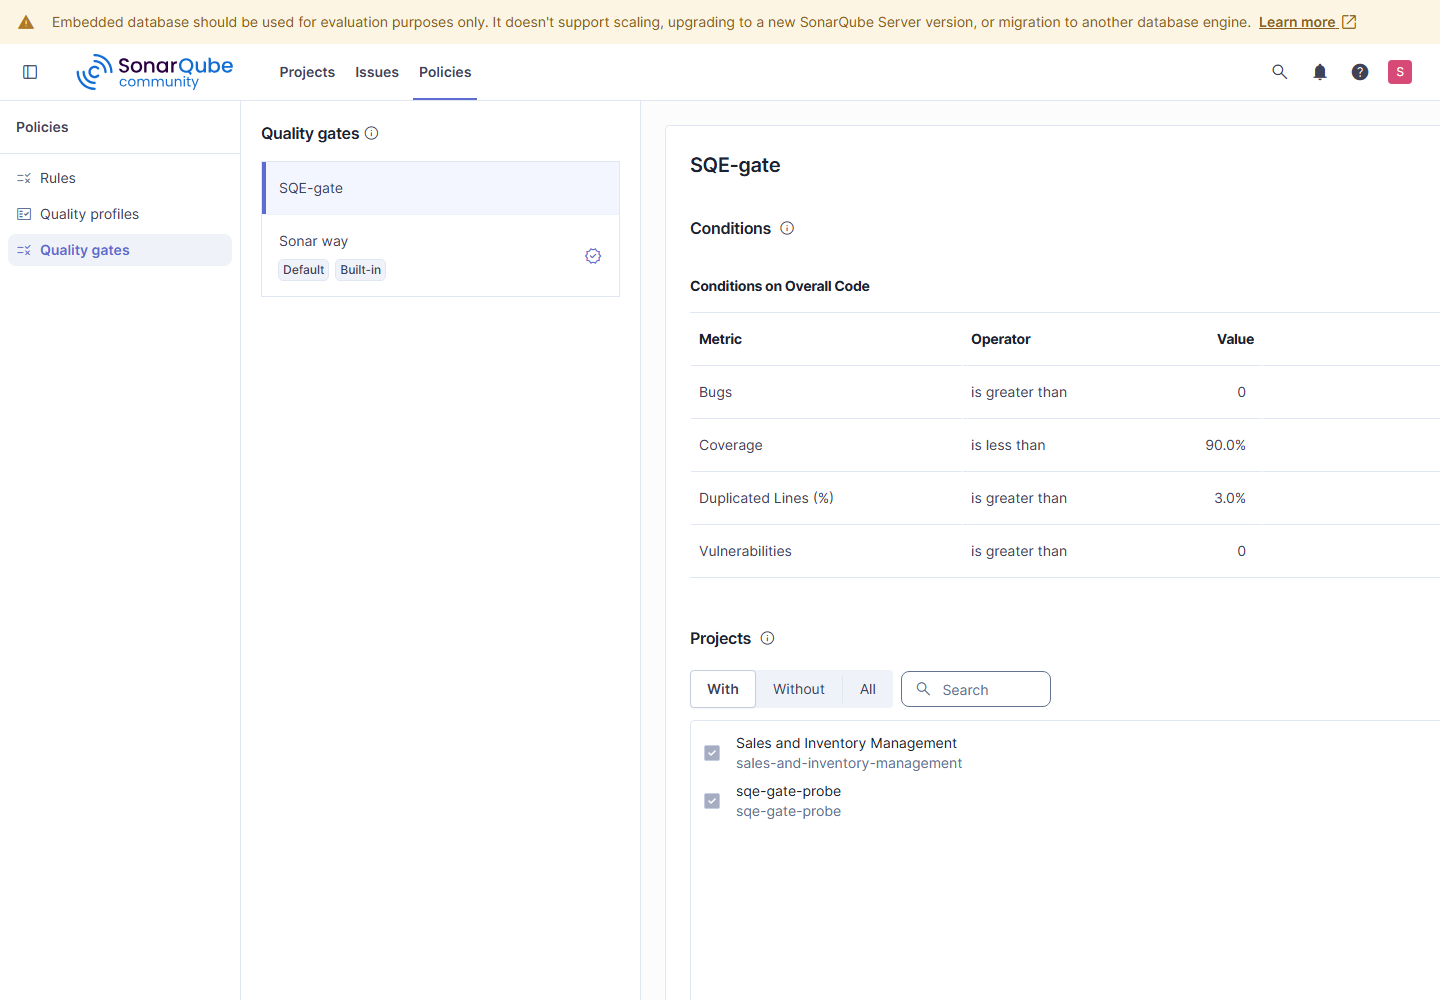 Embedded database should be used for evaluation purposes only. It doesn't support scaling, upgrading to a new SonarQube Server version, or migration to another database engine. Learn more
SonarQube community
Projects Issues Policies
?
S
Policies
Rules
Quality profiles
Quality gates
Quality gates
SQE-gate
Sonar way
Default Built-in
SQE-gate
Conditions
Conditions on Overall Code
Metric Operator Value
Bugs is greater than 0
Coverage is less than 90.0%
Duplicated Lines (%) is greater than 3.0%
Vulnerabilities is greater than 0
Projects
With Without All Search
Sales and Inventory Management
sales-and-inventory-management
sqe-gate-probe
sqe-gate-probe